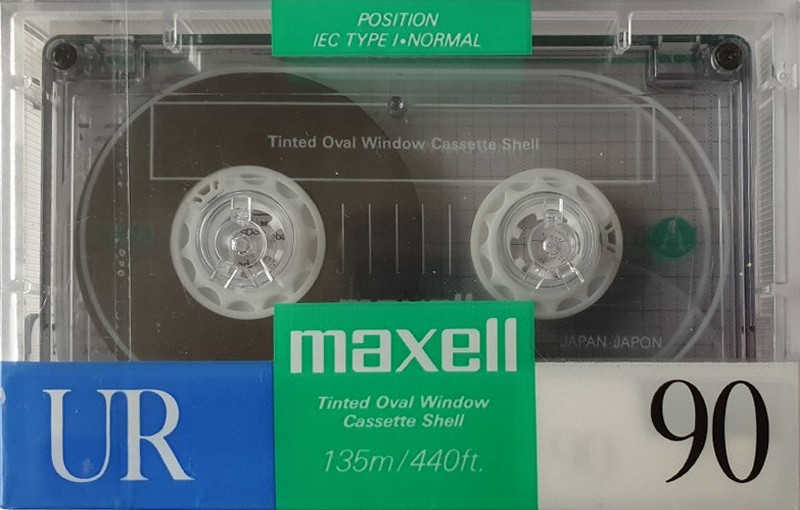 POSITION
IEC TYPE I•NORMAL
Tinted Oval Window Cassette Shell
A
JAPAN·JAPON
maxell
Tinted Oval Window
Cassette Shell
135m/440ft.
UR
90